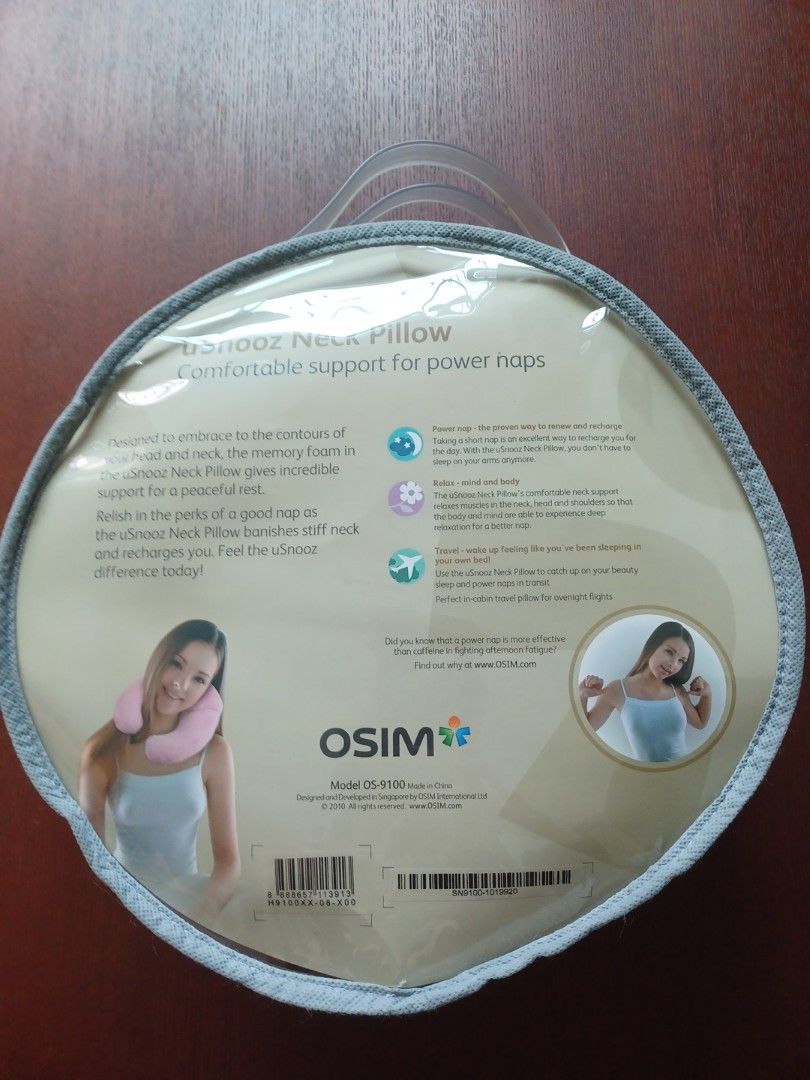 uSnooz Neck Pillow
Comfortable support for power naps
Designed to embrace to the contours of
your head and neck, the memory foam in
the uSnooz Neck Pillow gives incredible
support for a peaceful rest.
Relish in the perks of a good nap as
the uSnooz Neck Pillow banishes stiff neck
and recharges you. Feel the uSnooz
difference today!
Power nap - the proven way to renew and recharge
Taking a short nap is an excellent way to recharge you for
the day. With the uSnooz Neck Pillow, you don't have to
sleep on your arms anymore.
Relax - mind and body
The uSnooz Neck Pillow's comfortable neck support
relaxes muscles in the neck, head and shoulders so that
the body and mind are able to experience deep
relaxation for a better nap.
Travel - wake up feeling like you've been sleeping in
your own bed!
Use the uSnooz Neck Pillow to catch up on your beauty
sleep and power naps in transit
Perfect in-cabin travel pillow for overnight flights
Did you know that a power nap is more effective
than caffeine in fighting afternoon fatigue?
Find out why at www.OSIM.com
OSIM
Model OS-9100 Made in China
Designed and Developed in Singapore by OSIM International Ltd
© 2010 All rights reserved. www.OSIM.com
8 888657 113913
H9100XX-08-X00
SN9100-1019920